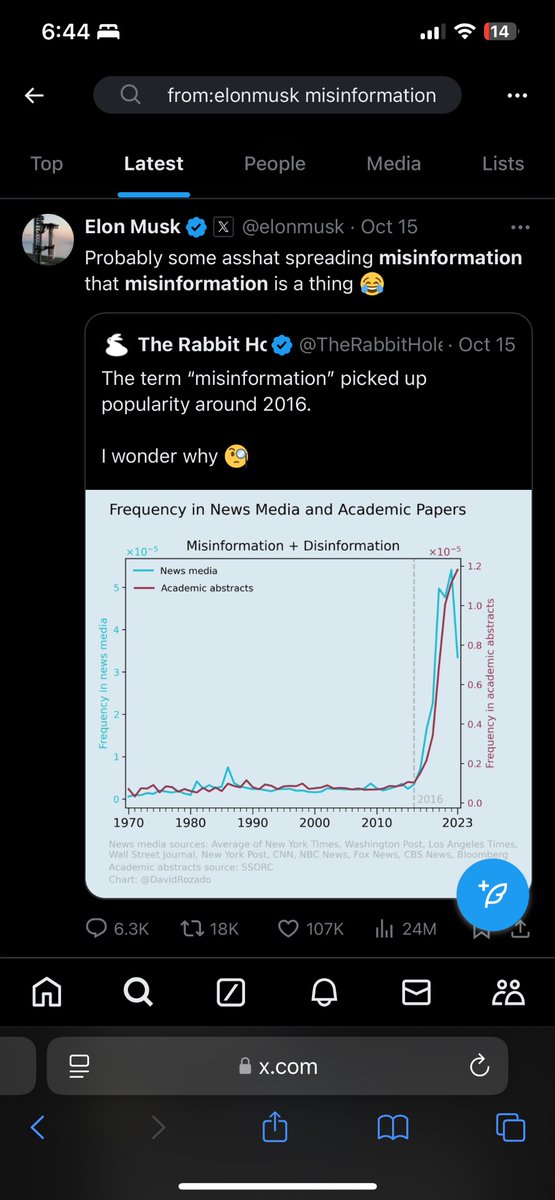 6:44
14
from:elonmusk misinformation
Top Latest People Media Lists
Elon Musk X @elonmusk · Oct 15
Probably some asshat spreading misinformation
that misinformation is a thing 😂
The Rabbit Hc @TheRabbitHole · Oct 15
The term “misinformation” picked up
popularity around 2016.
I wonder why 🧐
Frequency in News Media and Academic Papers
Misinformation + Disinformation
×10⁻⁵
×10⁻⁵
News media
Academic abstracts
Frequency in news media
5
4
3
2
1
0
1.2
1.0
0.8
0.6
0.4
0.2
0.0
Frequency in academic abstracts
2016
1970 1980 1990 2000 2010 2023
News media sources: Average of New York Times, Washington Post, Los Angeles Times,
Wall Street Journal, New York Post, CNN, NBC News, Fox News, CBS News, Bloomberg
Academic abstracts source: SSORC
Chart: @DavidRozado
6.3K 18K 107K 24M
x.com